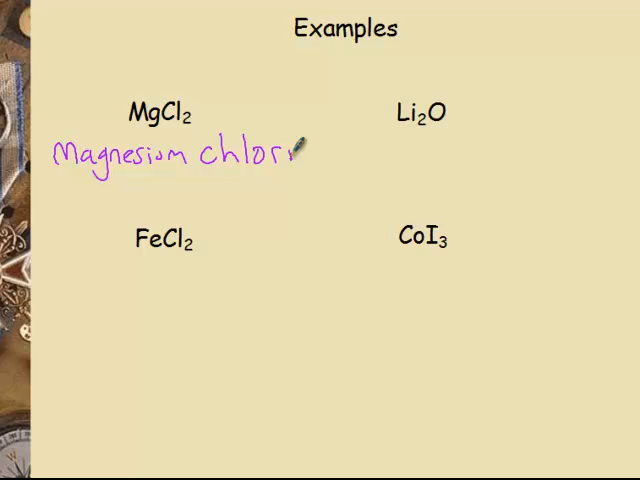 Examples
MgCl₂ Li₂O
Magnesium chlori
FeCl₂ CoI₃
W